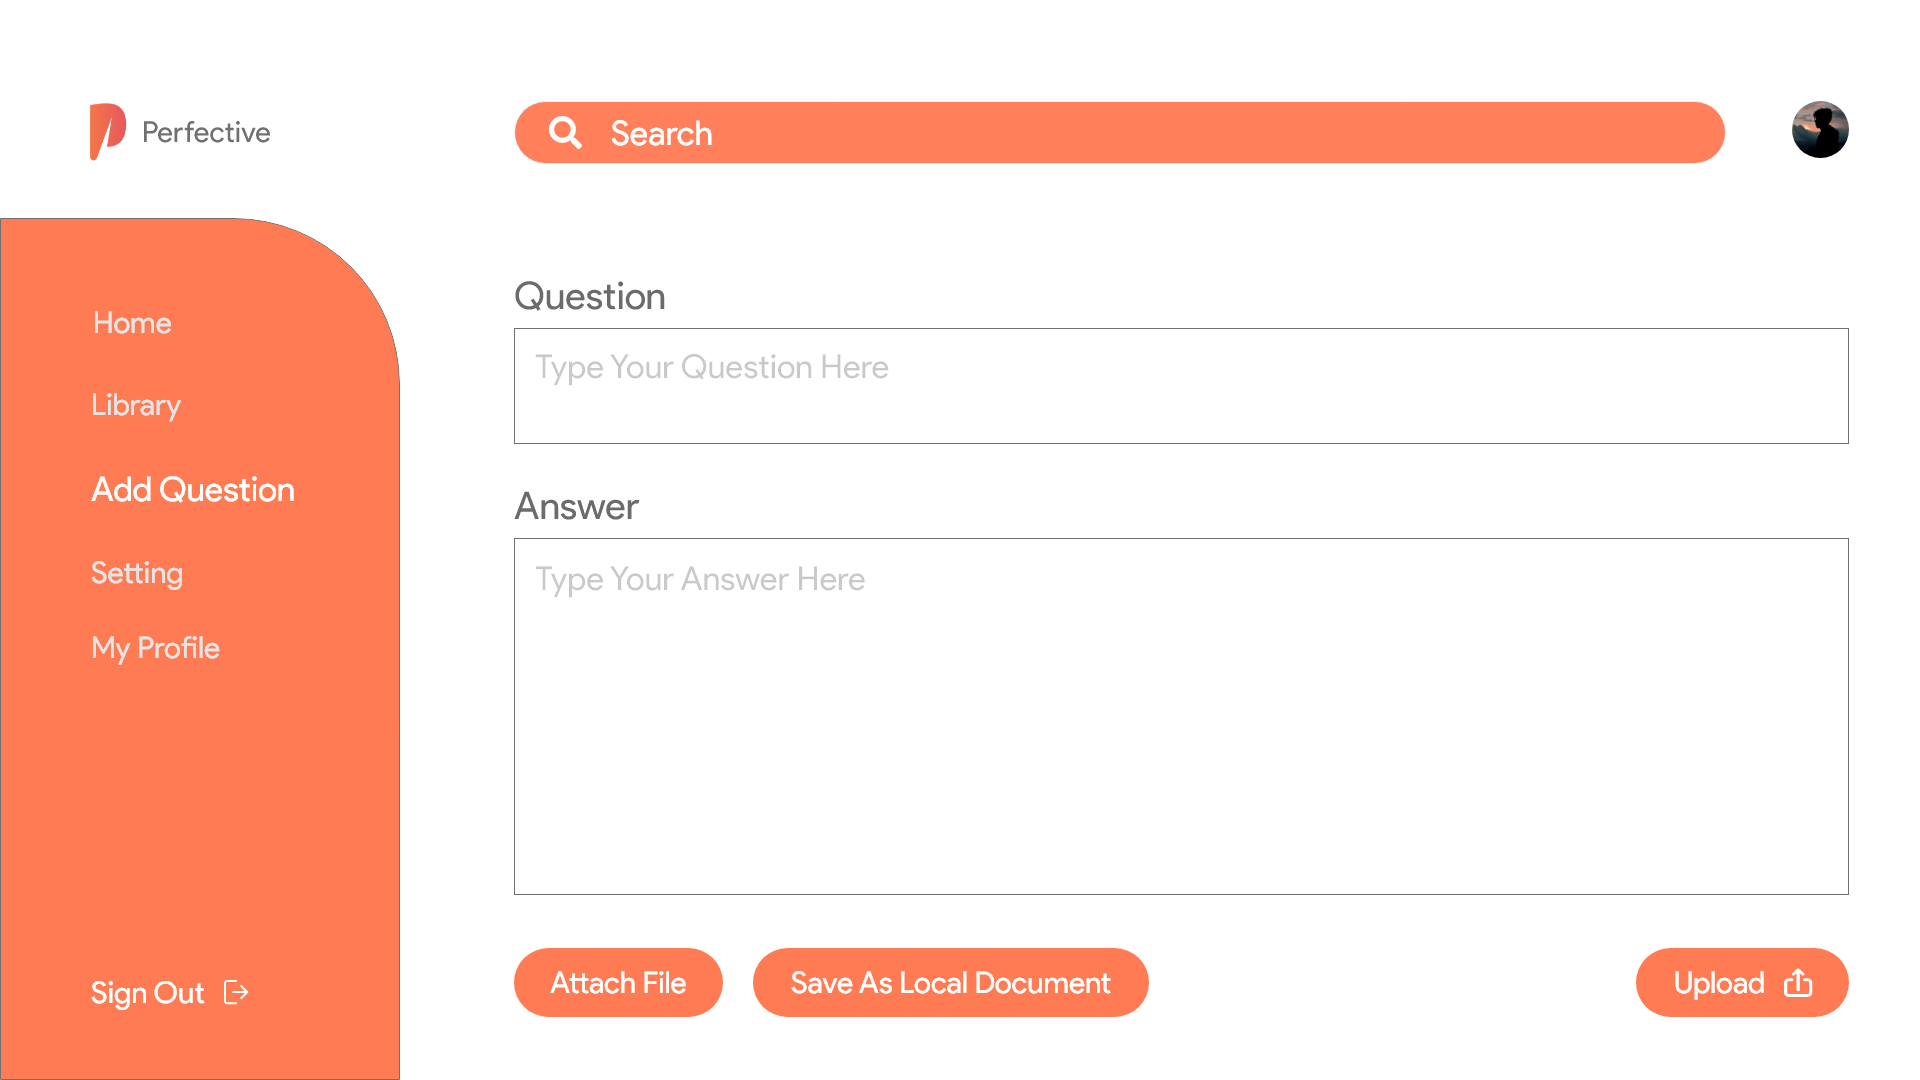 Perfective
Search
Home
Library
Add Question
Setting
My Profile
Sign Out
Question
Type Your Question Here
Answer
Type Your Answer Here
Attach File
Save As Local Document
Upload